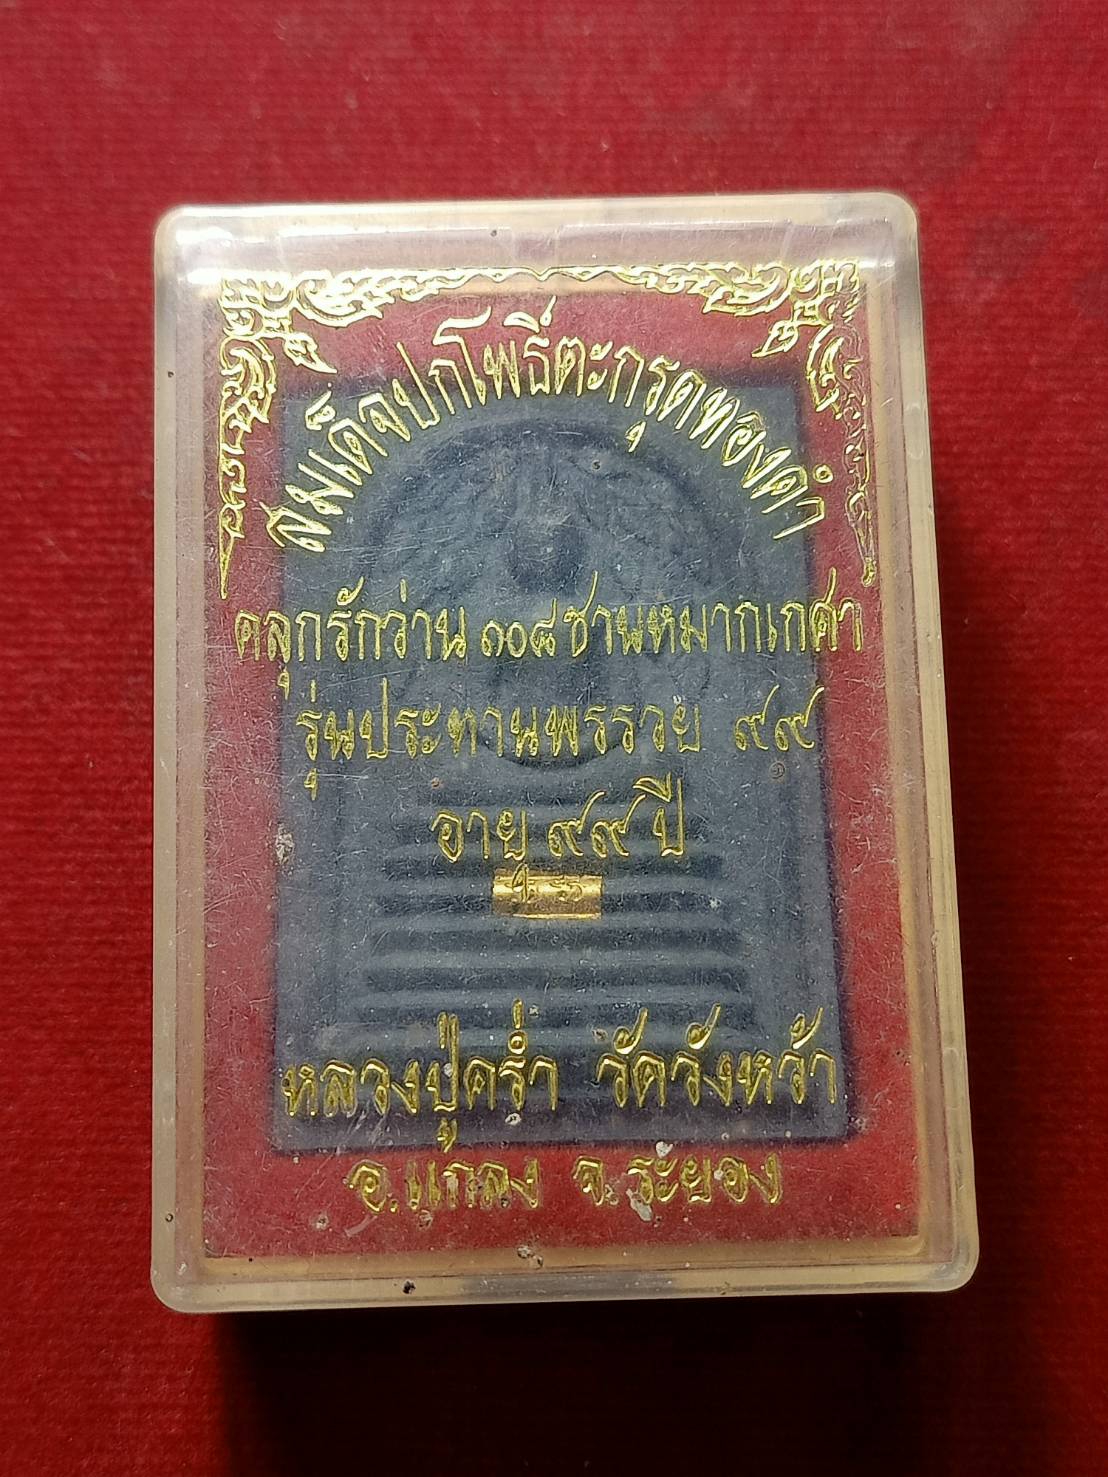 สมเด็จปกโพธิ์ตะกรุดทองคำ
คลุกรักว่าน ๑๐๘ ชานหมากเกศา
รุ่นประทานพรรวย ๙๙
อายุ ๙๙ ปี
หลวงปู่คร่ำ วัดวังหว้า
อ.แกลง จ.ระยอง